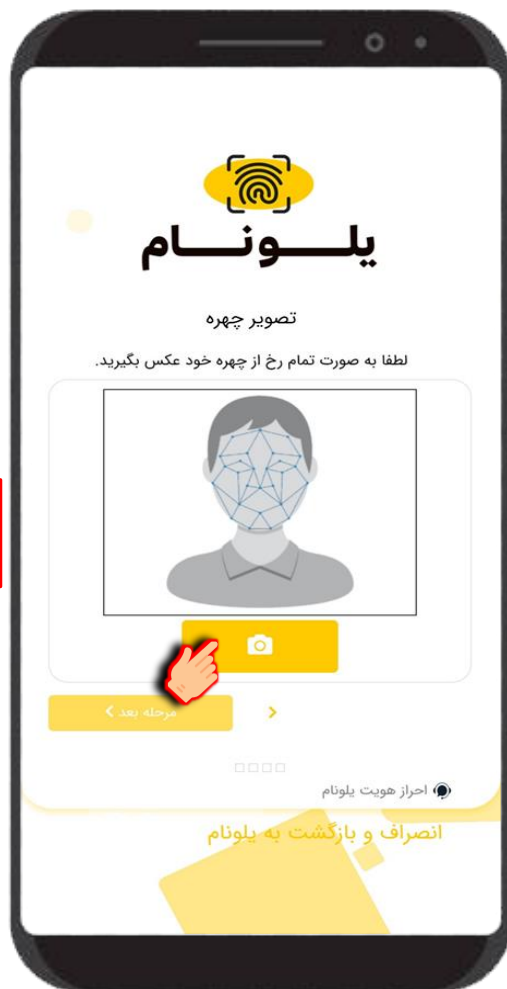 یلونام
تصویر چهره
لطفا به صورت تمام رخ از چهره خود عکس بگیرید.
مرحله بعد
احراز هویت یلونام
انصراف و بازگشت به یلونام